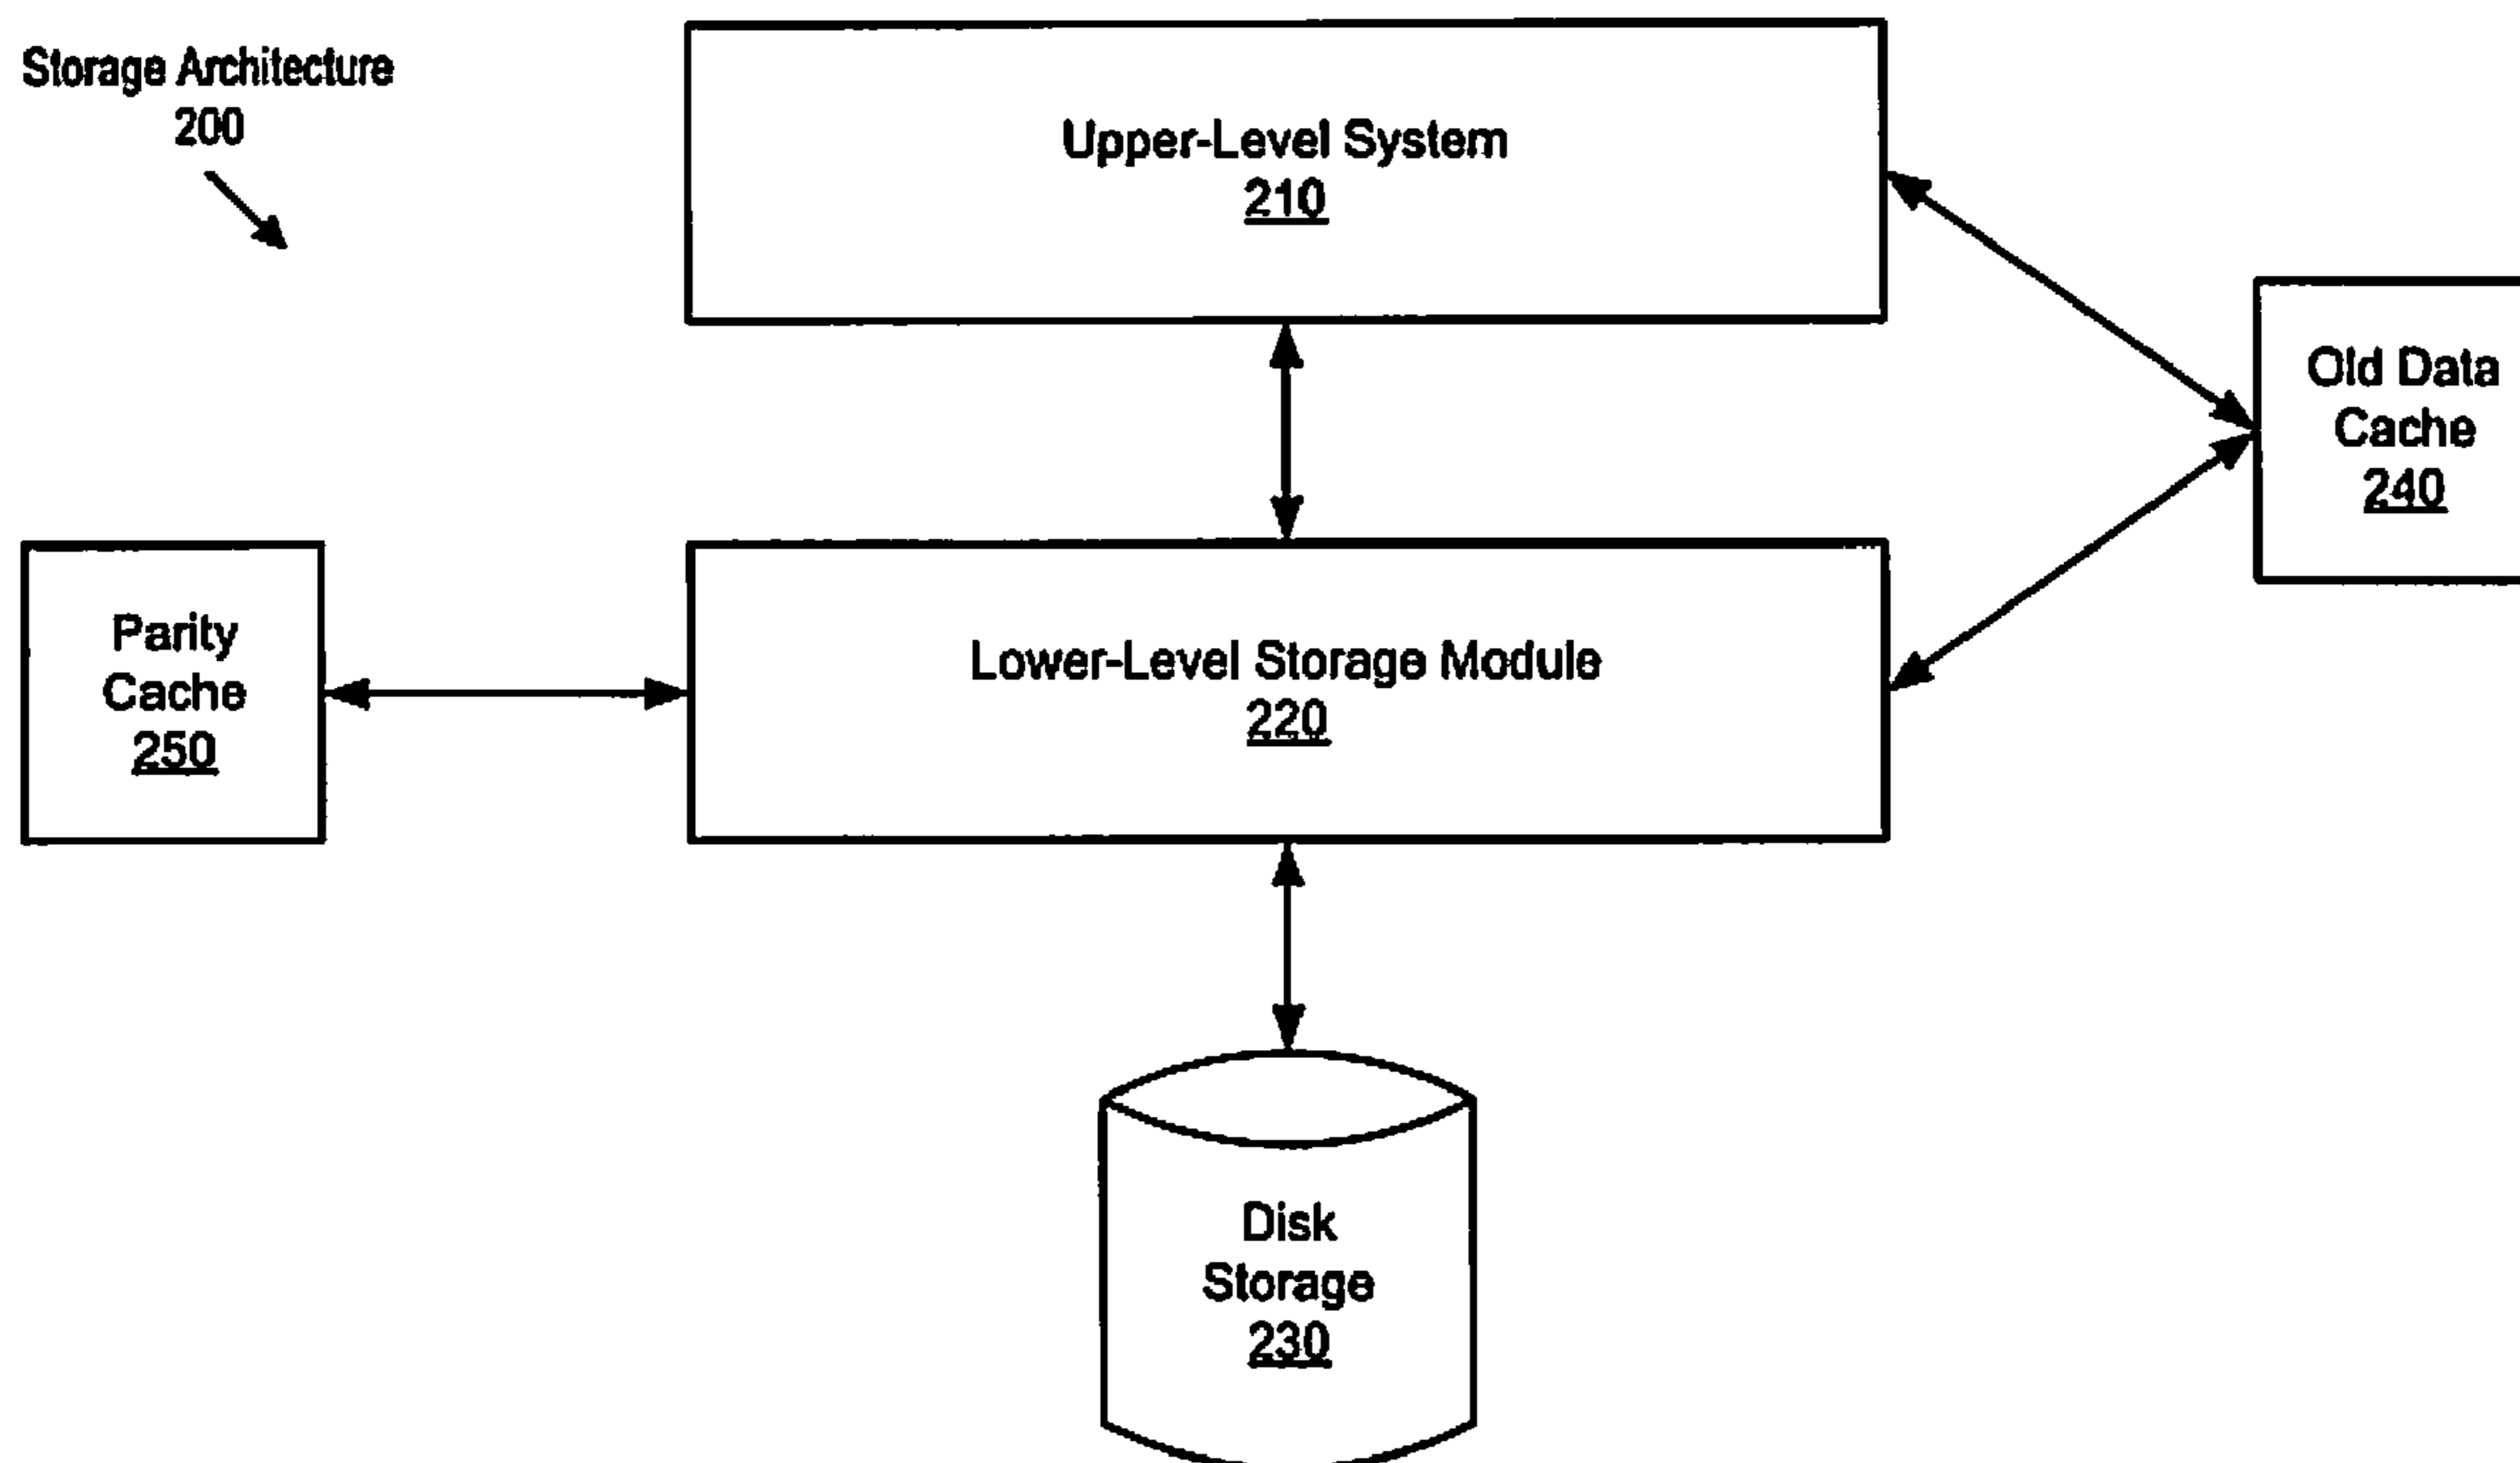 Storage Architecture
200
Upper-Level System
210
Old Data
Cache
240
Parity
Cache
250
Lower-Level Storage Module
220
Disk
Storage
230